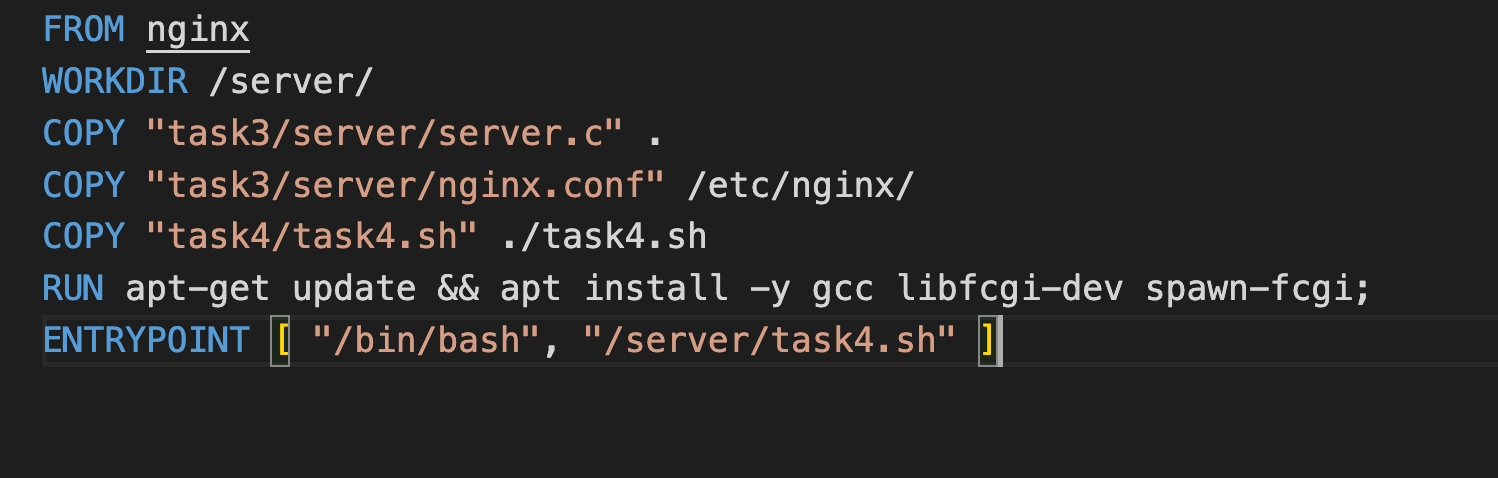 FROM nginx
WORKDIR /server/
COPY "task3/server/server.c" .
COPY "task3/server/nginx.conf" /etc/nginx/
COPY "task4/task4.sh" ./task4.sh
RUN apt-get update && apt install -y gcc libfcgi-dev spawn-fcgi;
ENTRYPOINT [ "/bin/bash", "/server/task4.sh" ]